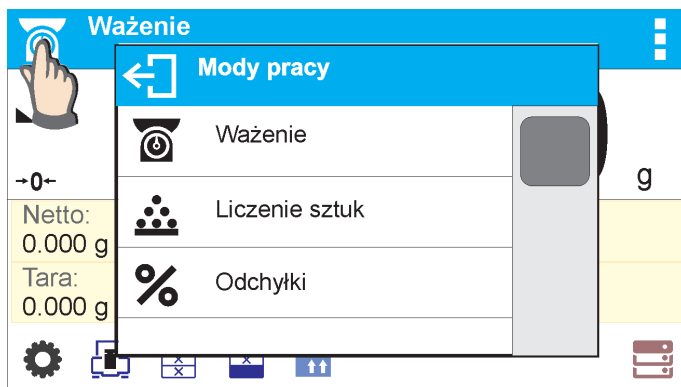 Ważenie
Mody pracy
Ważenie
→0←
g
Liczenie sztuk
Netto:
0.000 g
Odchyłki
Tara:
0.000 g